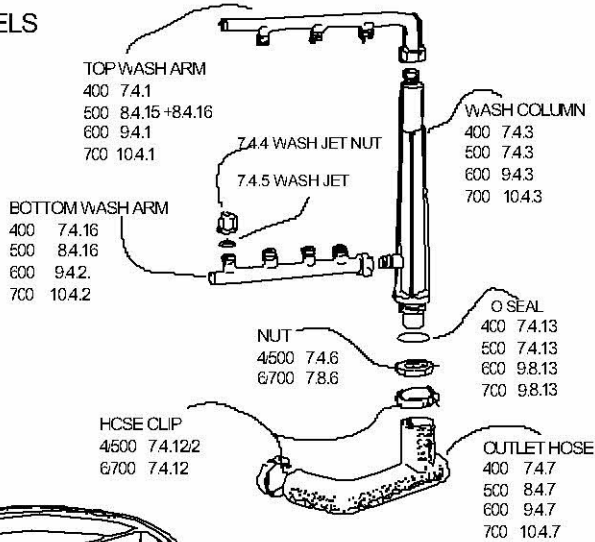 ELS
TOP WASH ARM
400 7.4.1
500 8.4.15 +8.4.16
600 9.4.1
700 10.4.1
WASH COLUMN
400 7.4.3
500 7.4.3
600 9.4.3
700 10.4.3
7.4.4 WASH JET NUT
7.4.5 WASH JET
BOTTOM WASH ARM
400 7.4.16
500 8.4.16
600 9.4.2.
700 10.4.2
O SEAL
400 7.4.13
500 7.4.13
600 9.8.13
700 9.8.13
NUT
4/500 7.4.6
6/700 7.8.6
HOSE CLIP
4/500 7.4.12/2
6/700 7.4.12
OUTLET HOSE
400 7.4.7
500 8.4.7
600 9.4.7
700 10.4.7